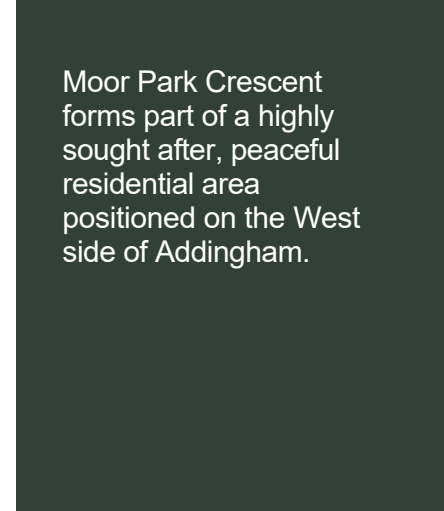 Moor Park Crescent
forms part of a highly
sought after, peaceful
residential area
positioned on the West
side of Addingham.